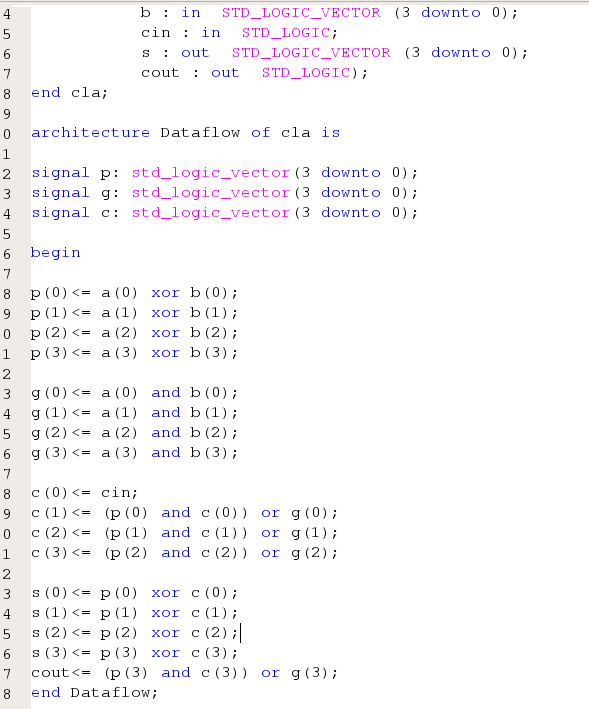 4 b : in STD_LOGIC_VECTOR (3 downto 0);
5 cin : in STD_LOGIC;
6 s : out STD_LOGIC_VECTOR (3 downto 0);
7 cout : out STD_LOGIC);
8 end cla;
9
0 architecture Dataflow of cla is
1
2 signal p: std_logic_vector(3 downto 0);
3 signal g: std_logic_vector(3 downto 0);
4 signal c: std_logic_vector(3 downto 0);
5
6 begin
7
8 p(0)<= a(0) xor b(0);
9 p(1)<= a(1) xor b(1);
0 p(2)<= a(2) xor b(2);
1 p(3)<= a(3) xor b(3);
2
3 g(0)<= a(0) and b(0);
4 g(1)<= a(1) and b(1);
5 g(2)<= a(2) and b(2);
6 g(3)<= a(3) and b(3);
7
8 c(0)<= cin;
9 c(1)<= (p(0) and c(0)) or g(0);
0 c(2)<= (p(1) and c(1)) or g(1);
1 c(3)<= (p(2) and c(2)) or g(2);
2
3 s(0)<= p(0) xor c(0);
4 s(1)<= p(1) xor c(1);
5 s(2)<= p(2) xor c(2);
6 s(3)<= p(3) xor c(3);
7 cout<= (p(3) and c(3)) or g(3);
8 end Dataflow;